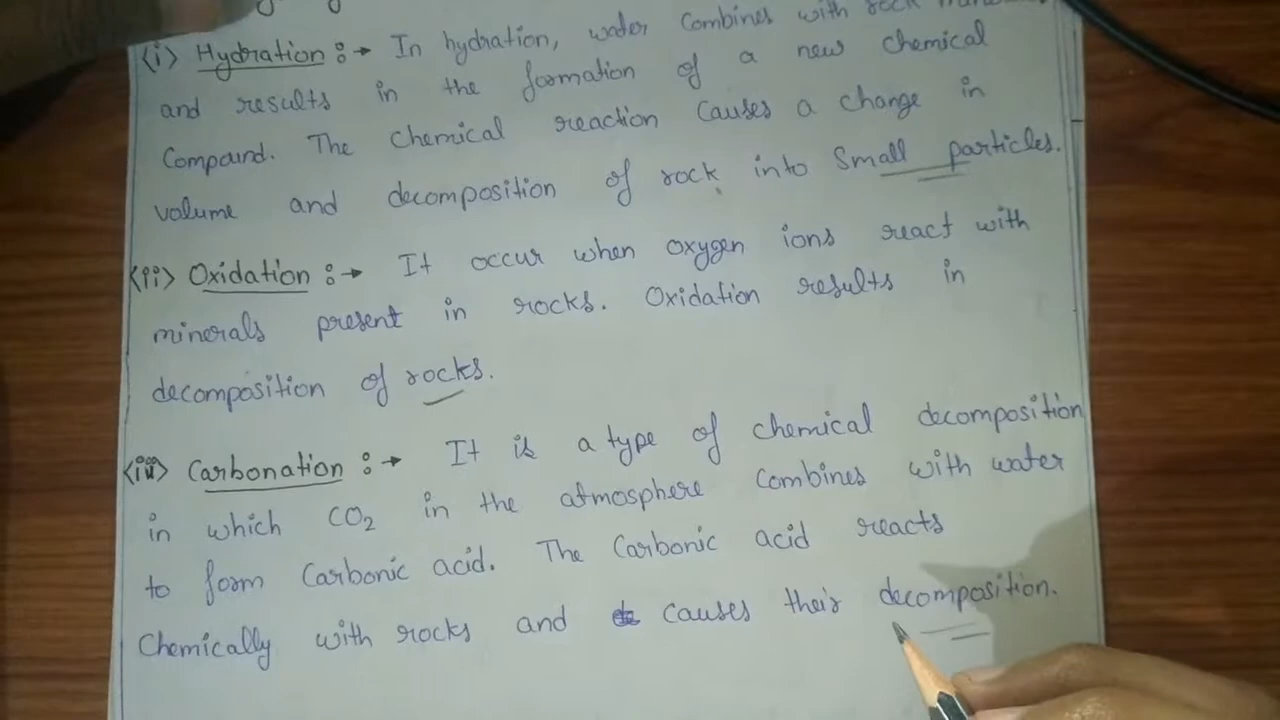 (i) Hydration :→ In hydration, water combines with rock
and results in the formation of a new chemical
Compound. The chemical reaction causes a change in
volume and decomposition of rock into small particles.
(ii) Oxidation :→ It occur when oxygen ions react with
minerals present in rocks. Oxidation results in
decomposition of rocks.
(iii) Carbonation :→ It is a type of chemical decomposition
in which CO₂ in the atmosphere combines with water
to form Carbonic acid. The Carbonic acid reacts
Chemically with rocks and causes their decomposition.